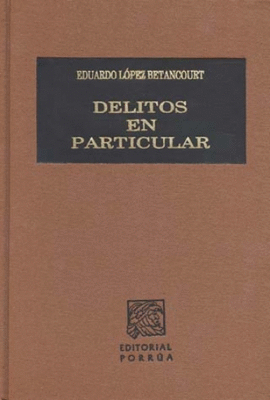 EDUARDO LÓPEZ BETANCOURT
DELITOS
EN
PARTICULAR
EDITORIAL
PORRÚA